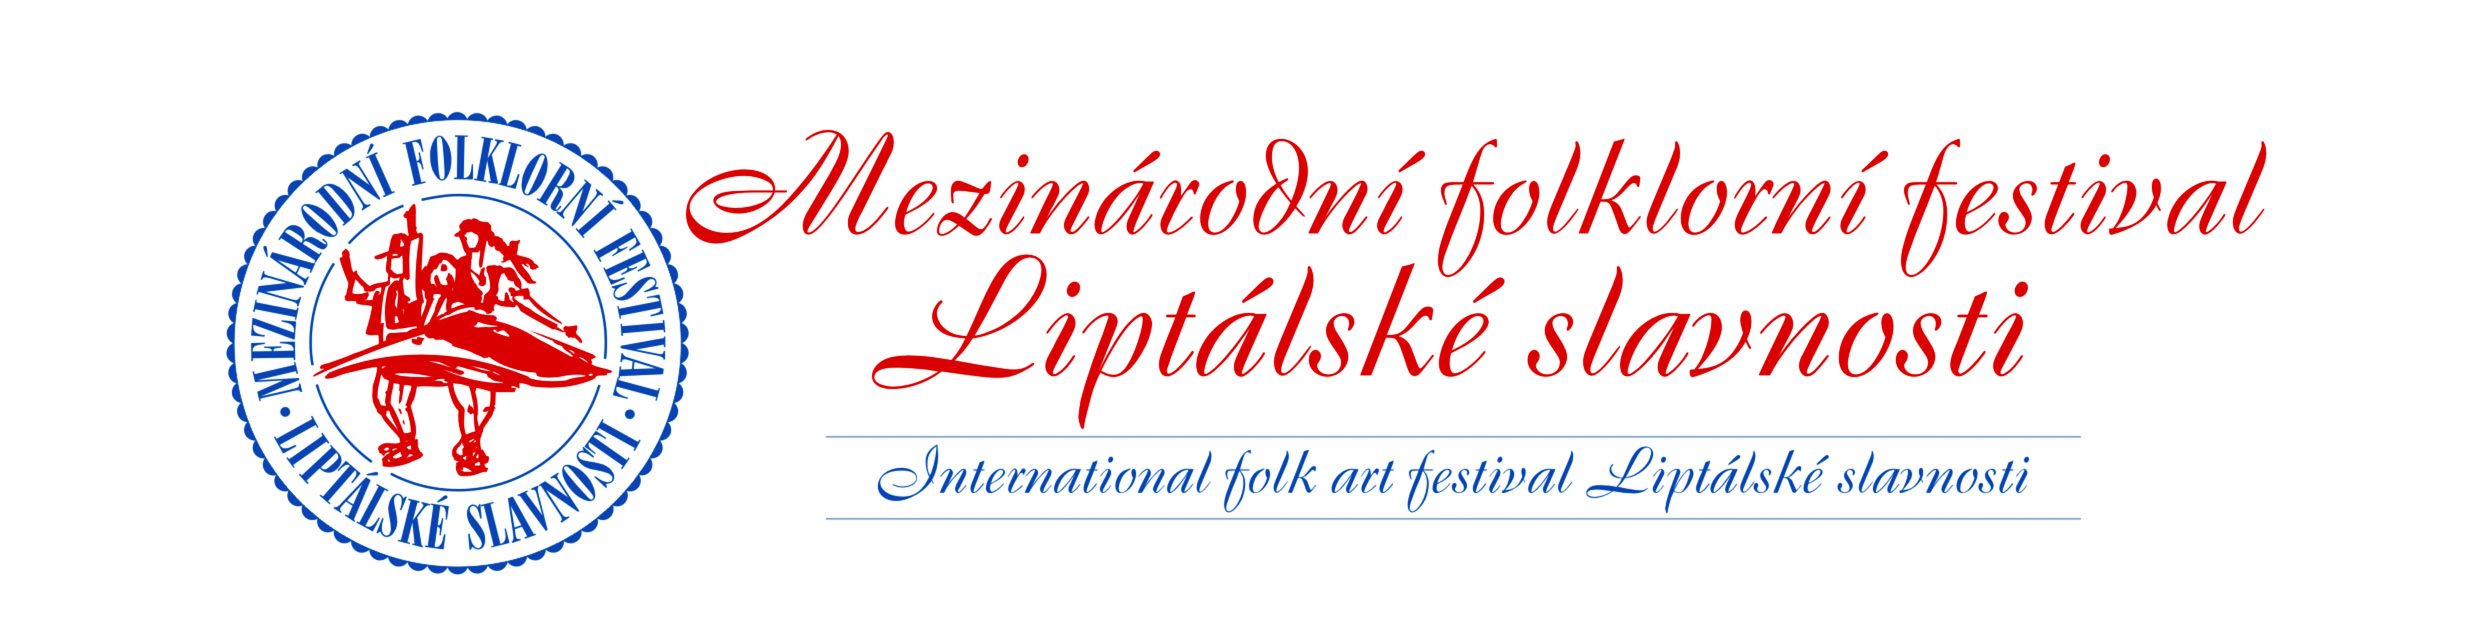 MEZINÁRODNÍ FOLKLORNÍ FESTIVAL
· LIPTÁLSKÉ SLAVNOSTI ·
Mezinárodní folklorní festival
Liptálské slavnosti
International folk art festival Liptálské slavnosti